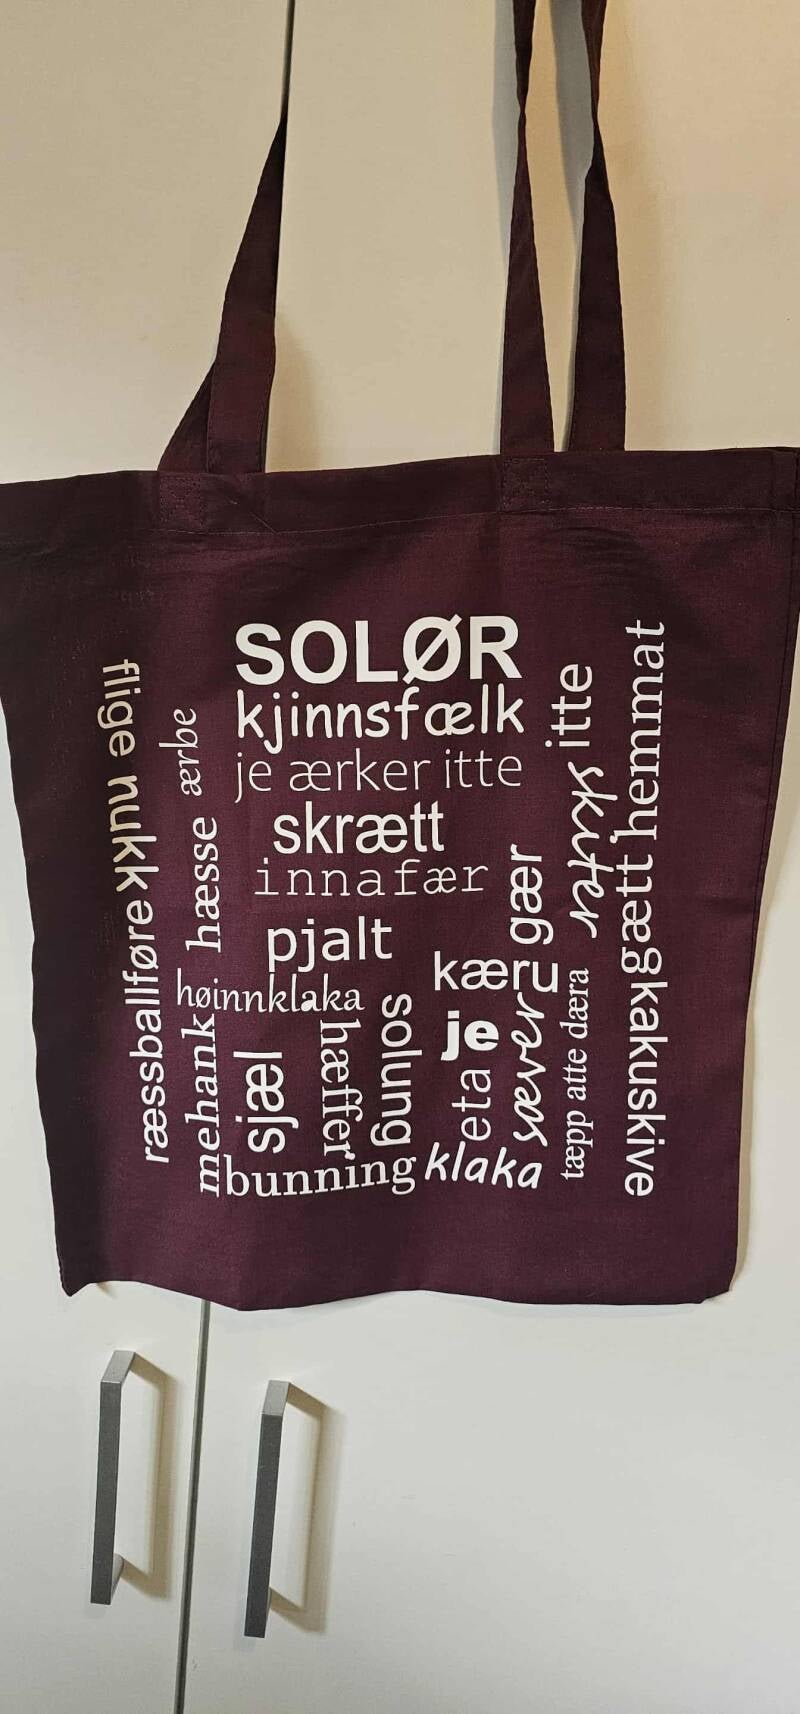 SOLØR
kjinnsfælk
je ærker itte
skrætt
innafær
pjalt
høinnklaka
flige nukk
ræssballføre
ærbe
hæsse
mehank
sjæl
hæffer
solung
bunning
kæru
je
eta
klaka
gær
sæver
itte
skuter
tæpp atte dæra
hemmat
gætt
kakuskive